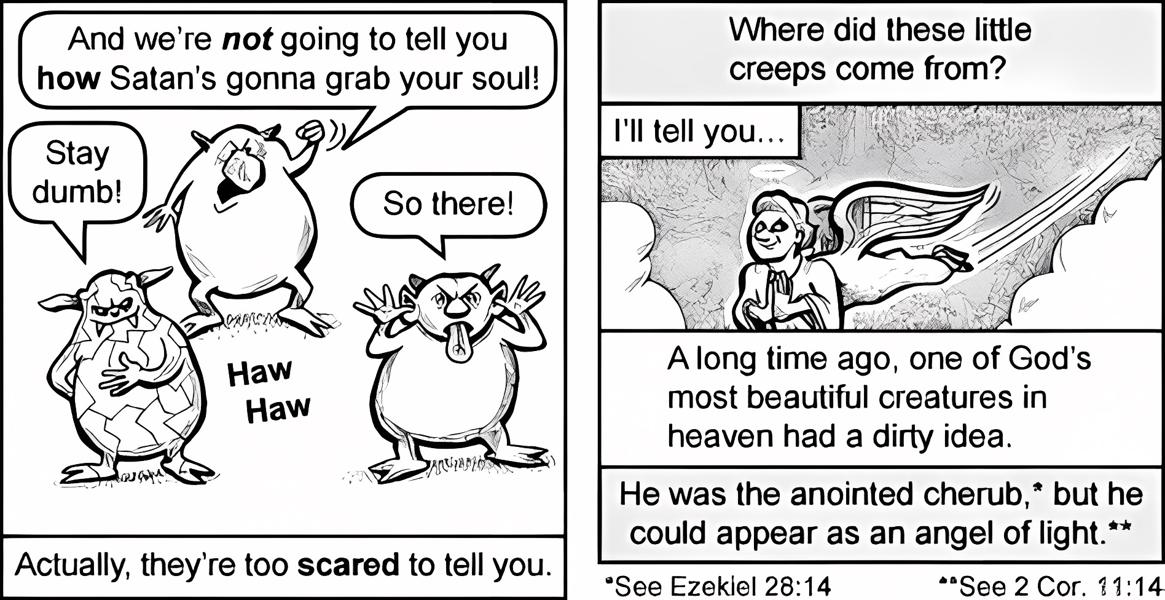 And we're not going to tell you
how Satan's gonna grab your soul!
Stay
dumb!
So there!
Haw
Haw
Actually, they're too scared to tell you.
Where did these little
creeps come from?
I'll tell you...
A long time ago, one of God's
most beautiful creatures in
heaven had a dirty idea.
He was the anointed cherub,* but he
could appear as an angel of light.**
*See Ezekiel 28:14
**See 2 Cor. 11:14